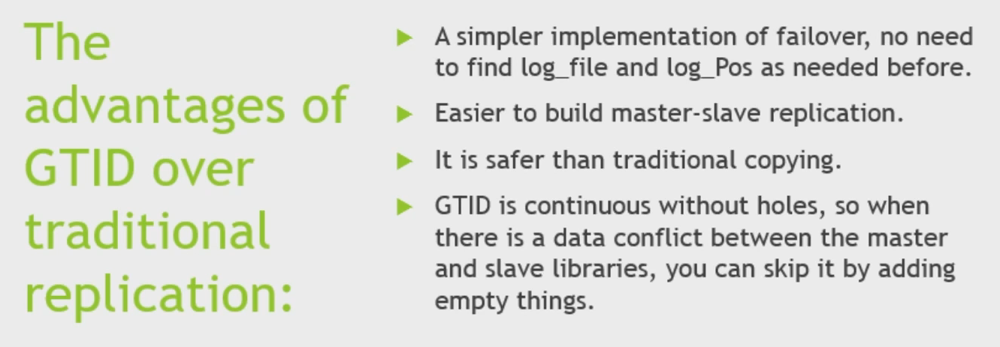 The
advantages of
GTID over
traditional
replication:
A simpler implementation of failover, no need
to find log_file and log_Pos as needed before.
Easier to build master-slave replication.
It is safer than traditional copying.
GTID is continuous without holes, so when
there is a data conflict between the master
and slave libraries, you can skip it by adding
empty things.